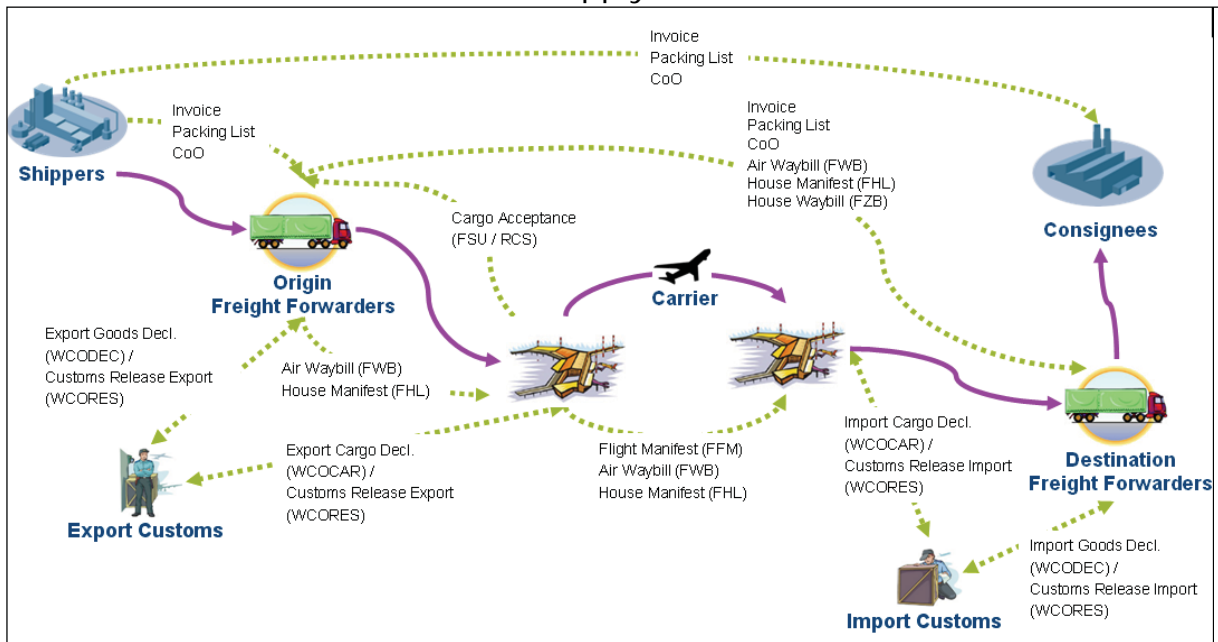 Invoice
Packing List
CoO
Invoice
Packing List
CoO
Shippers
Invoice
Packing List
CoO
Air Waybill (FWB)
House Manifest (FHL)
House Waybill (FZB)
Consignees
Cargo Acceptance
(FSU / RCS)
Carrier
Origin
Freight Forwarders
Export Goods Decl.
(WCODEC) /
Customs Release Export
(WCORES)
Air Waybill (FWB)
House Manifest (FHL)
Export Cargo Decl.
(WCOCAR) /
Customs Release Export
(WCORES)
Export Customs
Flight Manifest (FFM)
Air Waybill (FWB)
House Manifest (FHL)
Import Cargo Decl.
(WCOCAR) /
Customs Release Import
(WCORES)
Destination
Freight Forwarders
Import Goods Decl.
(WCODEC) /
Customs Release Import
(WCORES)
Import Customs